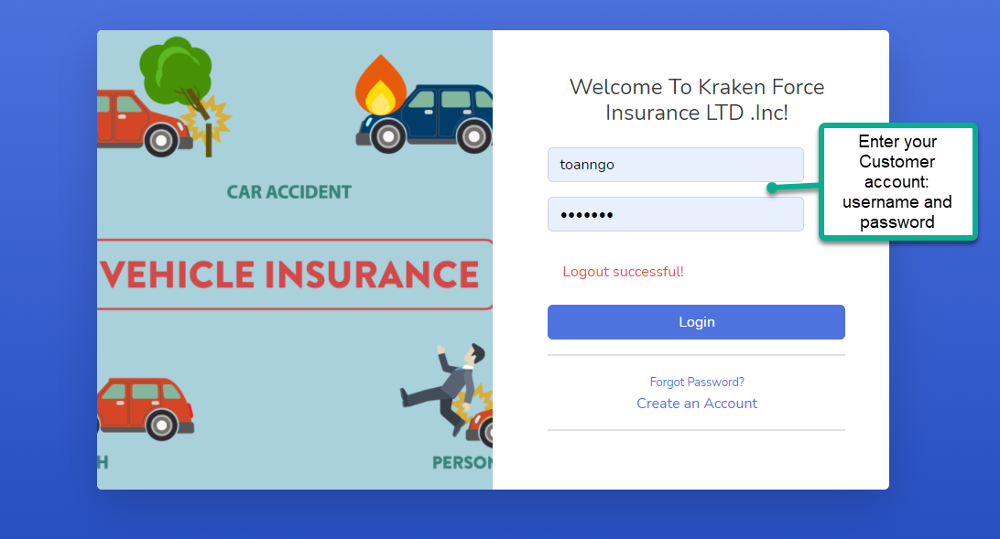 CAR ACCIDENT
VEHICLE INSURANCE
H
PERSON
Welcome To Kraken Force
Insurance LTD .Inc!
toanngo
•••••••
Logout successful!
Login
Forgot Password?
Create an Account
Enter your
Customer
account:
username and
password